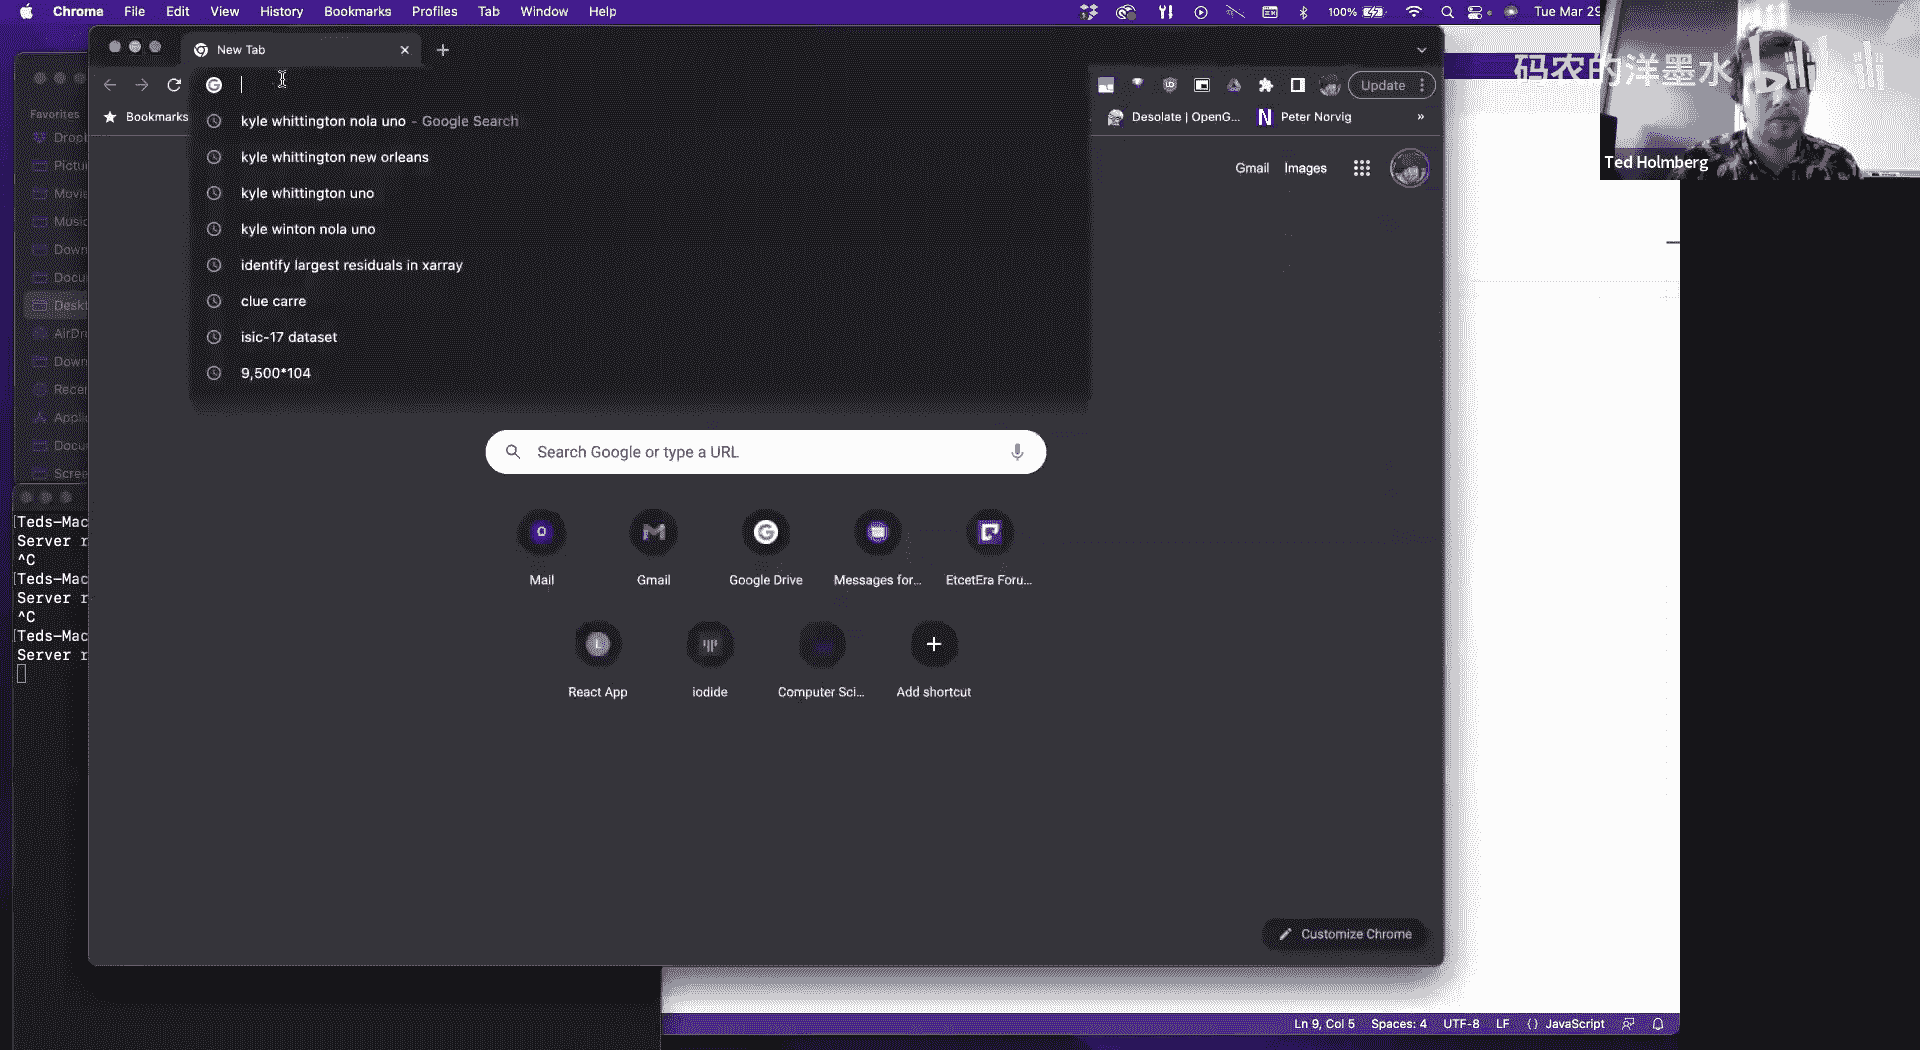 Chrome File Edit View History Bookmarks Profiles Tab Window Help 100% Tue Mar 29
New Tab
码农的洋墨水 bilibili
Update
Bookmarks Desolate | OpenG... Peter Norvig »
Ted Holmberg
kyle whittington nola uno - Google Search
kyle whittington new orleans
kyle whittington uno
kyle winton nola uno
identify largest residuals in xarray
clue carre
isic-17 dataset
9,500*104
Gmail Images
Favorites
Search Google or type a URL
Mail Gmail Google Drive Messages for... EtcetEra Foru...
React App iodide Computer Sci... Add shortcut
Teds-Mac
Server r
^C
Teds-Mac
Server r
^C
Teds-Mac
Server r
Customize Chrome
Ln 9, Col 5 Spaces: 4 UTF-8 LF {} JavaScript